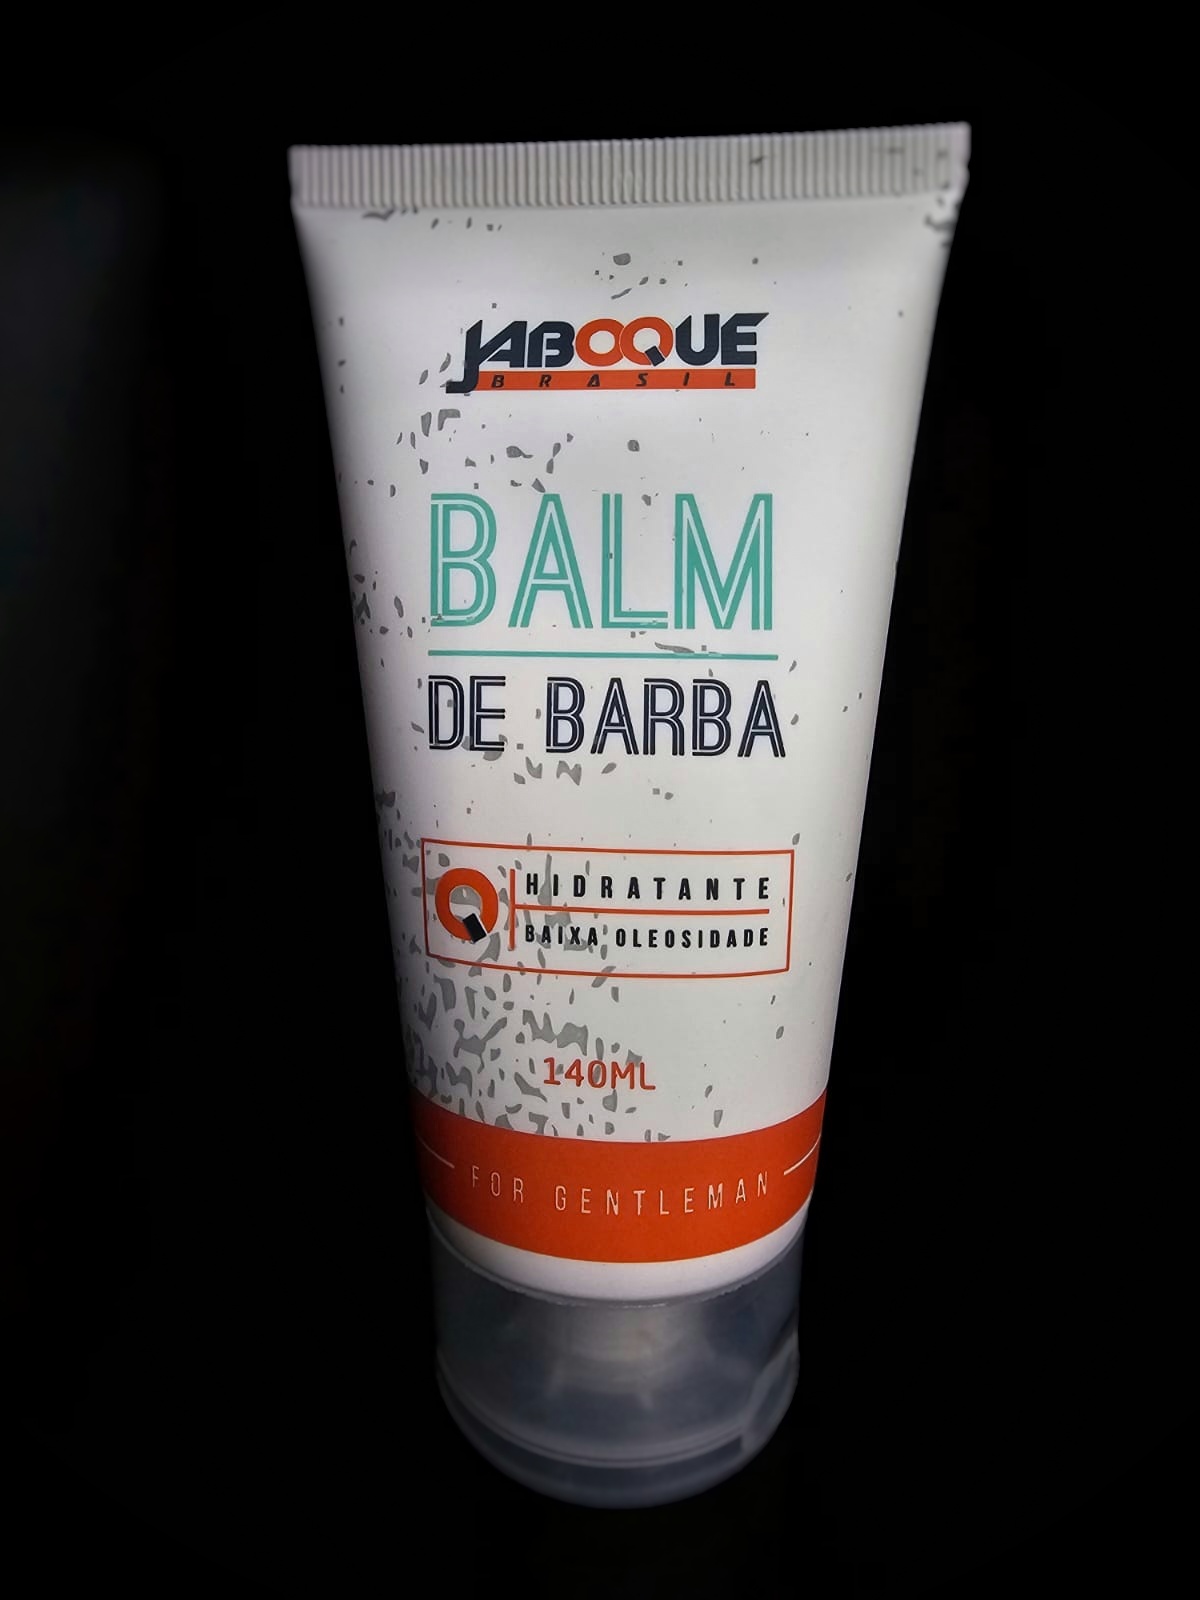 JABOQUE
BRASIL
BALM
DE BARBA
HIDRATANTE
BAIXA OLEOSIDADE
140ML
FOR GENTLEMAN